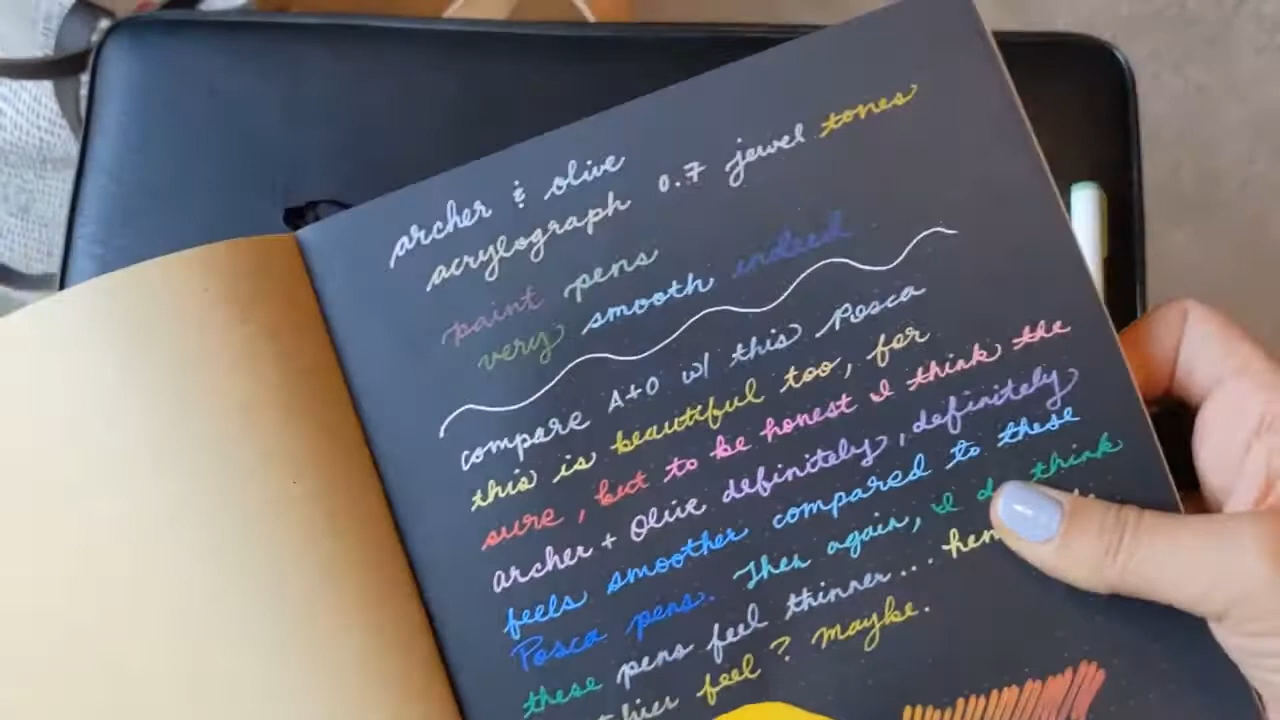 archer & olive
acrylograph 0.7 jewel tones
paint pens
very smooth indeed
compare A+O w/ this Posca
this is beautiful too, for
sure, but to be honest I think the
archer + Olive definitely, definitely
feels smoother compared to these
Posca pens. Then again, I do think
these pens feel thinner...
feel? Maybe.